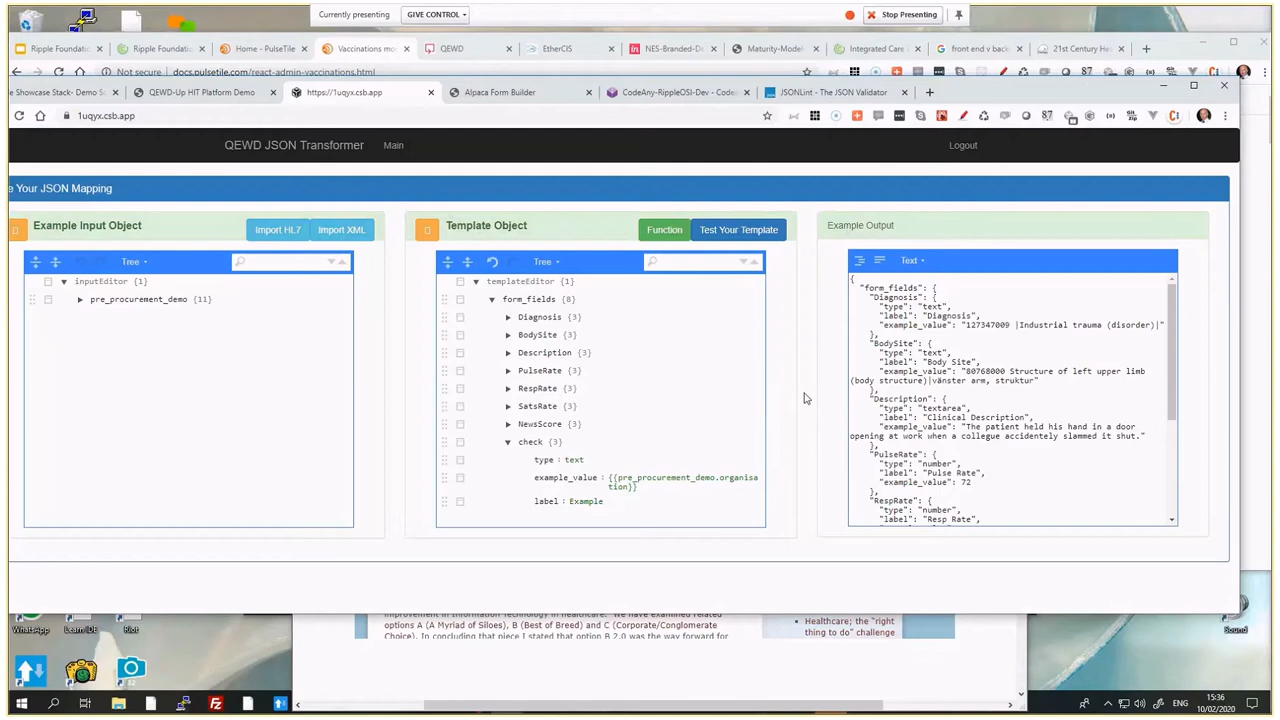 Currently presenting
GIVE CONTROL
Stop Presenting
Ripple Foundatio
Ripple Foundatio
Home - PulseTile
Vaccinations mo
QEWD
EtherCIS
NES-Branded-De
Maturity-Model
Integrated Care
front end v back
21st Century He
Not secure
docs.pulsetile.com/react-admin-vaccinations.html
e Showcase Stack- Demo Sc
QEWD-Up HIT Platform Demo
https://1uqyx.csb.app
Alpaca Form Builder
CodeAny-RippleOSI-Dev - Codea
JSONLint - The JSON Validator
1uqyx.csb.app
QEWD JSON Transformer
Main
Logout
e Your JSON Mapping
Example Input Object
Import HL7
Import XML
Template Object
Function
Test Your Template
Example Output
Tree
inputEditor {1}
pre_procurement_demo {11}
Tree
templateEditor {1}
form_fields {8}
Diagnosis {3}
BodySite {3}
Description {3}
PulseRate {3}
RespRate {3}
SatsRate {3}
NewsScore {3}
check {3}
type : text
example_value : {{pre_procurement_demo.organisa
tion}}
label : Example
Text
{
"form_fields": {
"Diagnosis": {
"type": "text",
"label": "Diagnosis",
"example_value": "127347009 |Industrial trauma (disorder)|"
},
"BodySite": {
"type": "text",
"label": "Body Site",
"example_value": "80768000 Structure of left upper limb
(body structure)|vänster arm, struktur"
},
"Description": {
"type": "textarea",
"label": "Clinical Description",
"example_value": "The patient held his hand in a door
opening at work when a collegue accidentely slammed it shut."
},
"PulseRate": {
"type": "number",
"label": "Pulse Rate",
"example_value": 72
},
"RespRate": {
"type": "number",
"label": "Resp Rate",
improvement in Information Technology in healthcare. We have examined related
options A (A Myriad of Siloes), B (Best of Breed) and C (Corporate/Conglomerate
Choice). In concluding that piece I stated that option B 2.0 was the way forward for
Healthcare; the "right
thing to do" challenge
WhatsApp
Learn IDE
Riot
Sound
ENG
15:36
10/02/2020